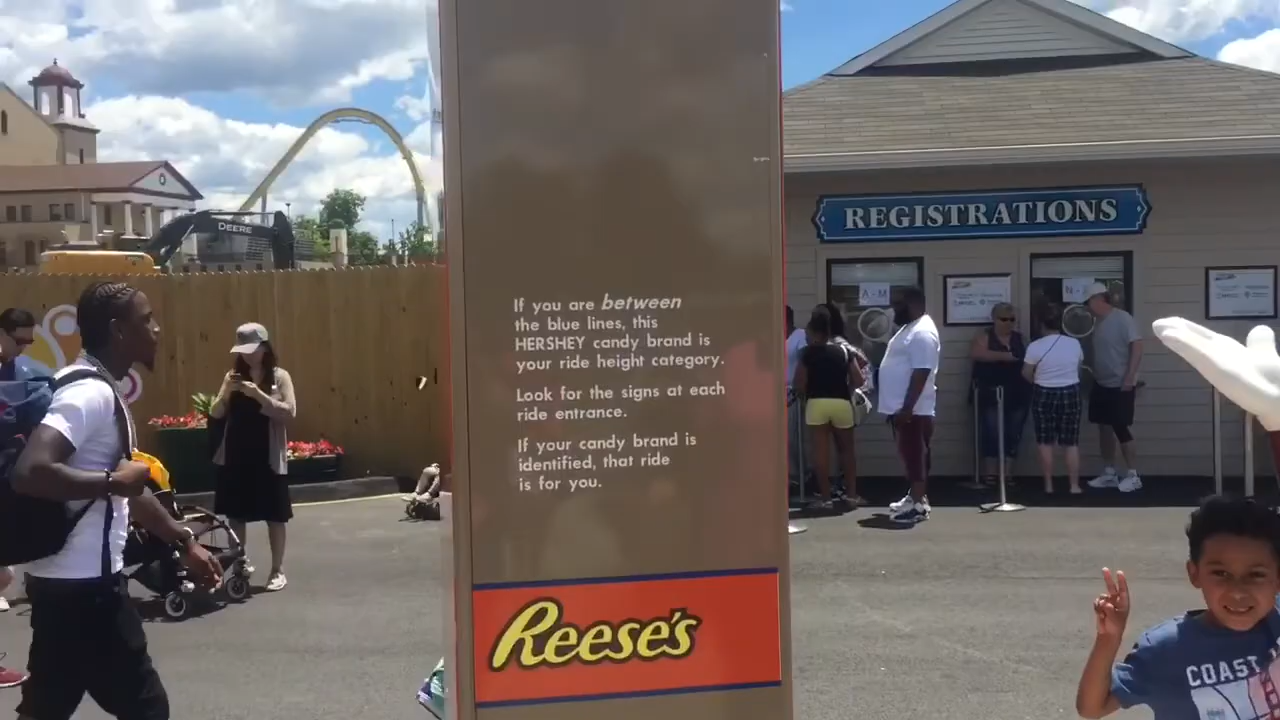 DEERE
REGISTRATIONS
A - M
If you are between
the blue lines, this
HERSHEY candy brand is
your ride height category.
Look for the signs at each
ride entrance.
If your candy brand is
identified, that ride
is for you.
Reese's
COAST